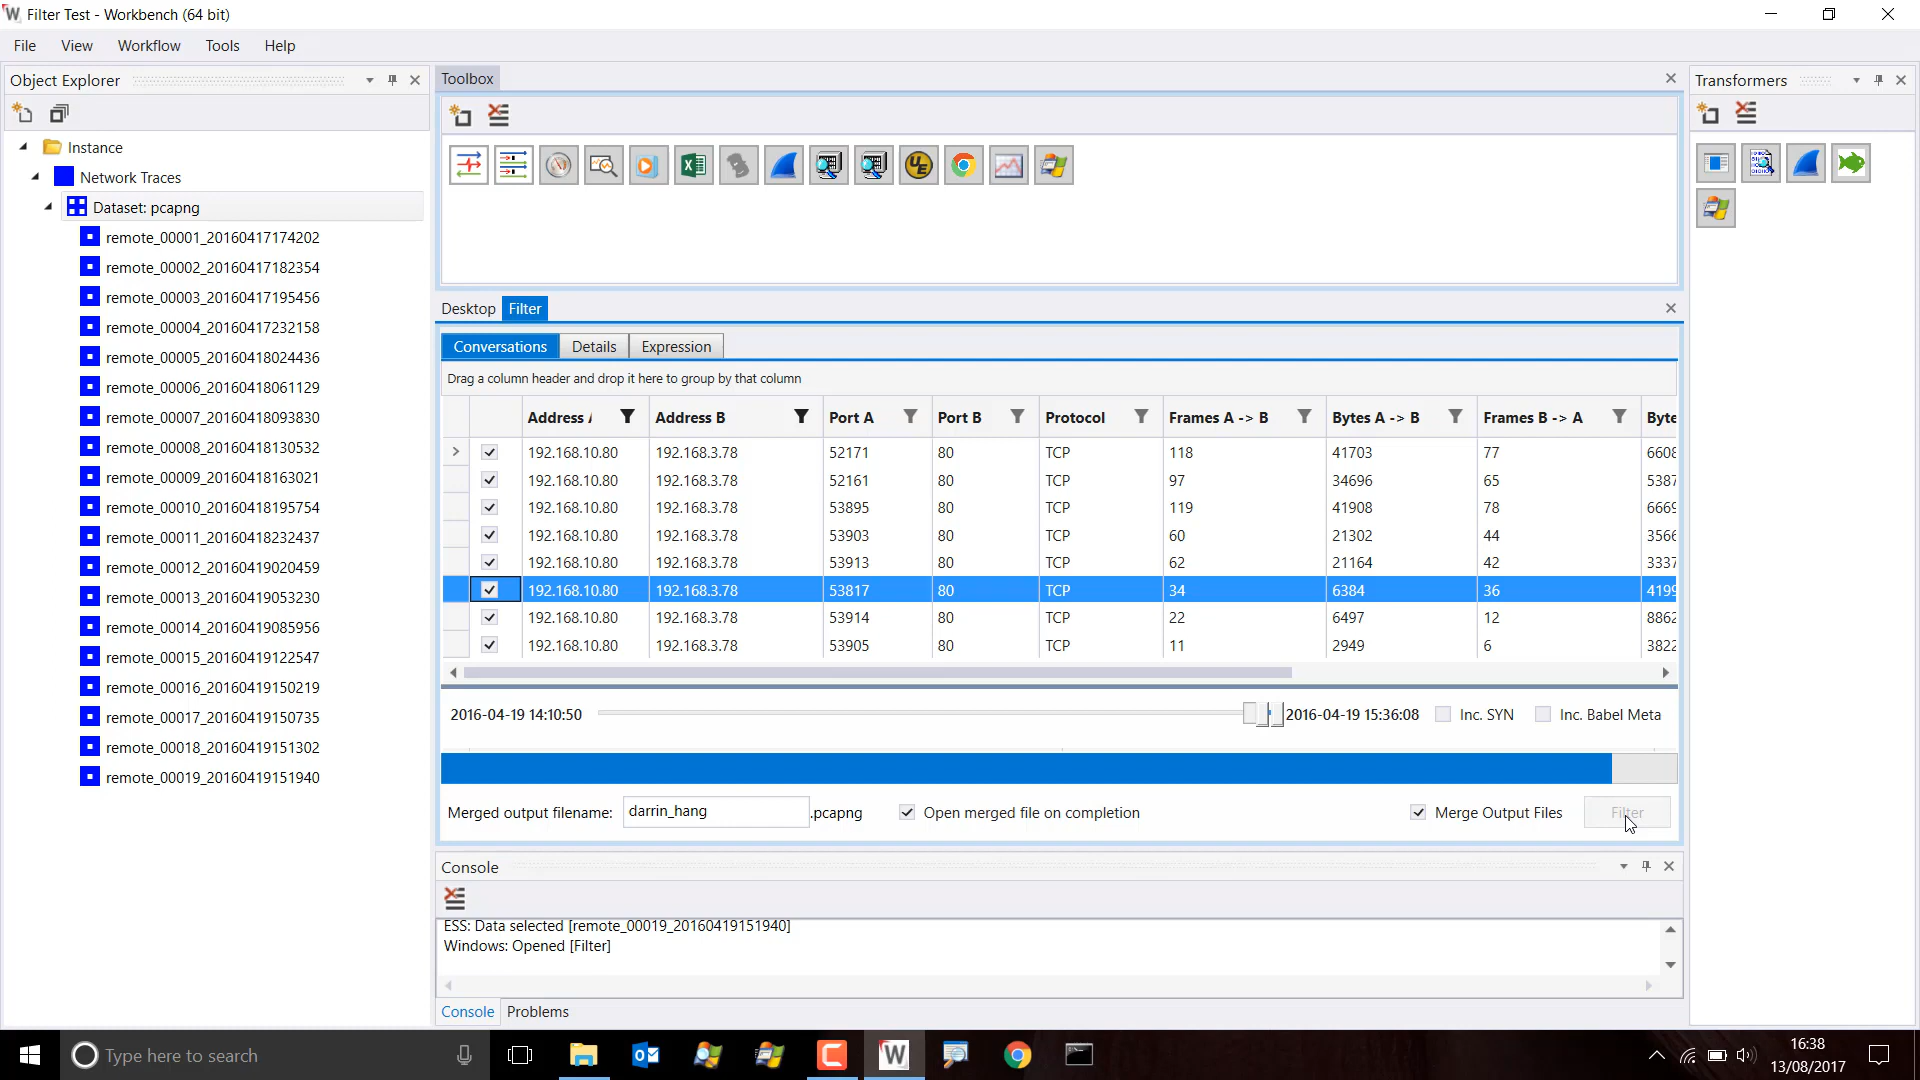 Filter Test - Workbench (64 bit)
File View Workflow Tools Help
Object Explorer
Instance
Network Traces
Dataset: pcapng
remote_00001_20160417174202
remote_00002_20160417182354
remote_00003_20160417195456
remote_00004_20160417232158
remote_00005_20160418024436
remote_00006_20160418061129
remote_00007_20160418093830
remote_00008_20160418130532
remote_00009_20160418163021
remote_00010_20160418195754
remote_00011_20160418232437
remote_00012_20160419020459
remote_00013_20160419053230
remote_00014_20160419085956
remote_00015_20160419122547
remote_00016_20160419150219
remote_00017_20160419150735
remote_00018_20160419151302
remote_00019_20160419151940
Toolbox
Transformers
Desktop Filter
Conversations Details Expression
Drag a column header and drop it here to group by that column
Address A Address B Port A Port B Protocol Frames A -> B Bytes A -> B Frames B -> A Byte
192.168.10.80 192.168.3.78 52171 80 TCP 118 41703 77 6608
192.168.10.80 192.168.3.78 52161 80 TCP 97 34696 65 5387
192.168.10.80 192.168.3.78 53895 80 TCP 119 41908 78 6669
192.168.10.80 192.168.3.78 53903 80 TCP 60 21302 44 3566
192.168.10.80 192.168.3.78 53913 80 TCP 62 21164 42 3337
192.168.10.80 192.168.3.78 53817 80 TCP 34 6384 36 4199
192.168.10.80 192.168.3.78 53914 80 TCP 22 6497 12 8862
192.168.10.80 192.168.3.78 53905 80 TCP 11 2949 6 3822
2016-04-19 14:10:50 2016-04-19 15:36:08 Inc. SYN Inc. Babel Meta
Merged output filename: darrin_hang .pcapng Open merged file on completion Merge Output Files Filter
Console
ESS: Data selected [remote_00019_20160419151940]
Windows: Opened [Filter]
Console Problems
Type here to search
16:38
13/08/2017